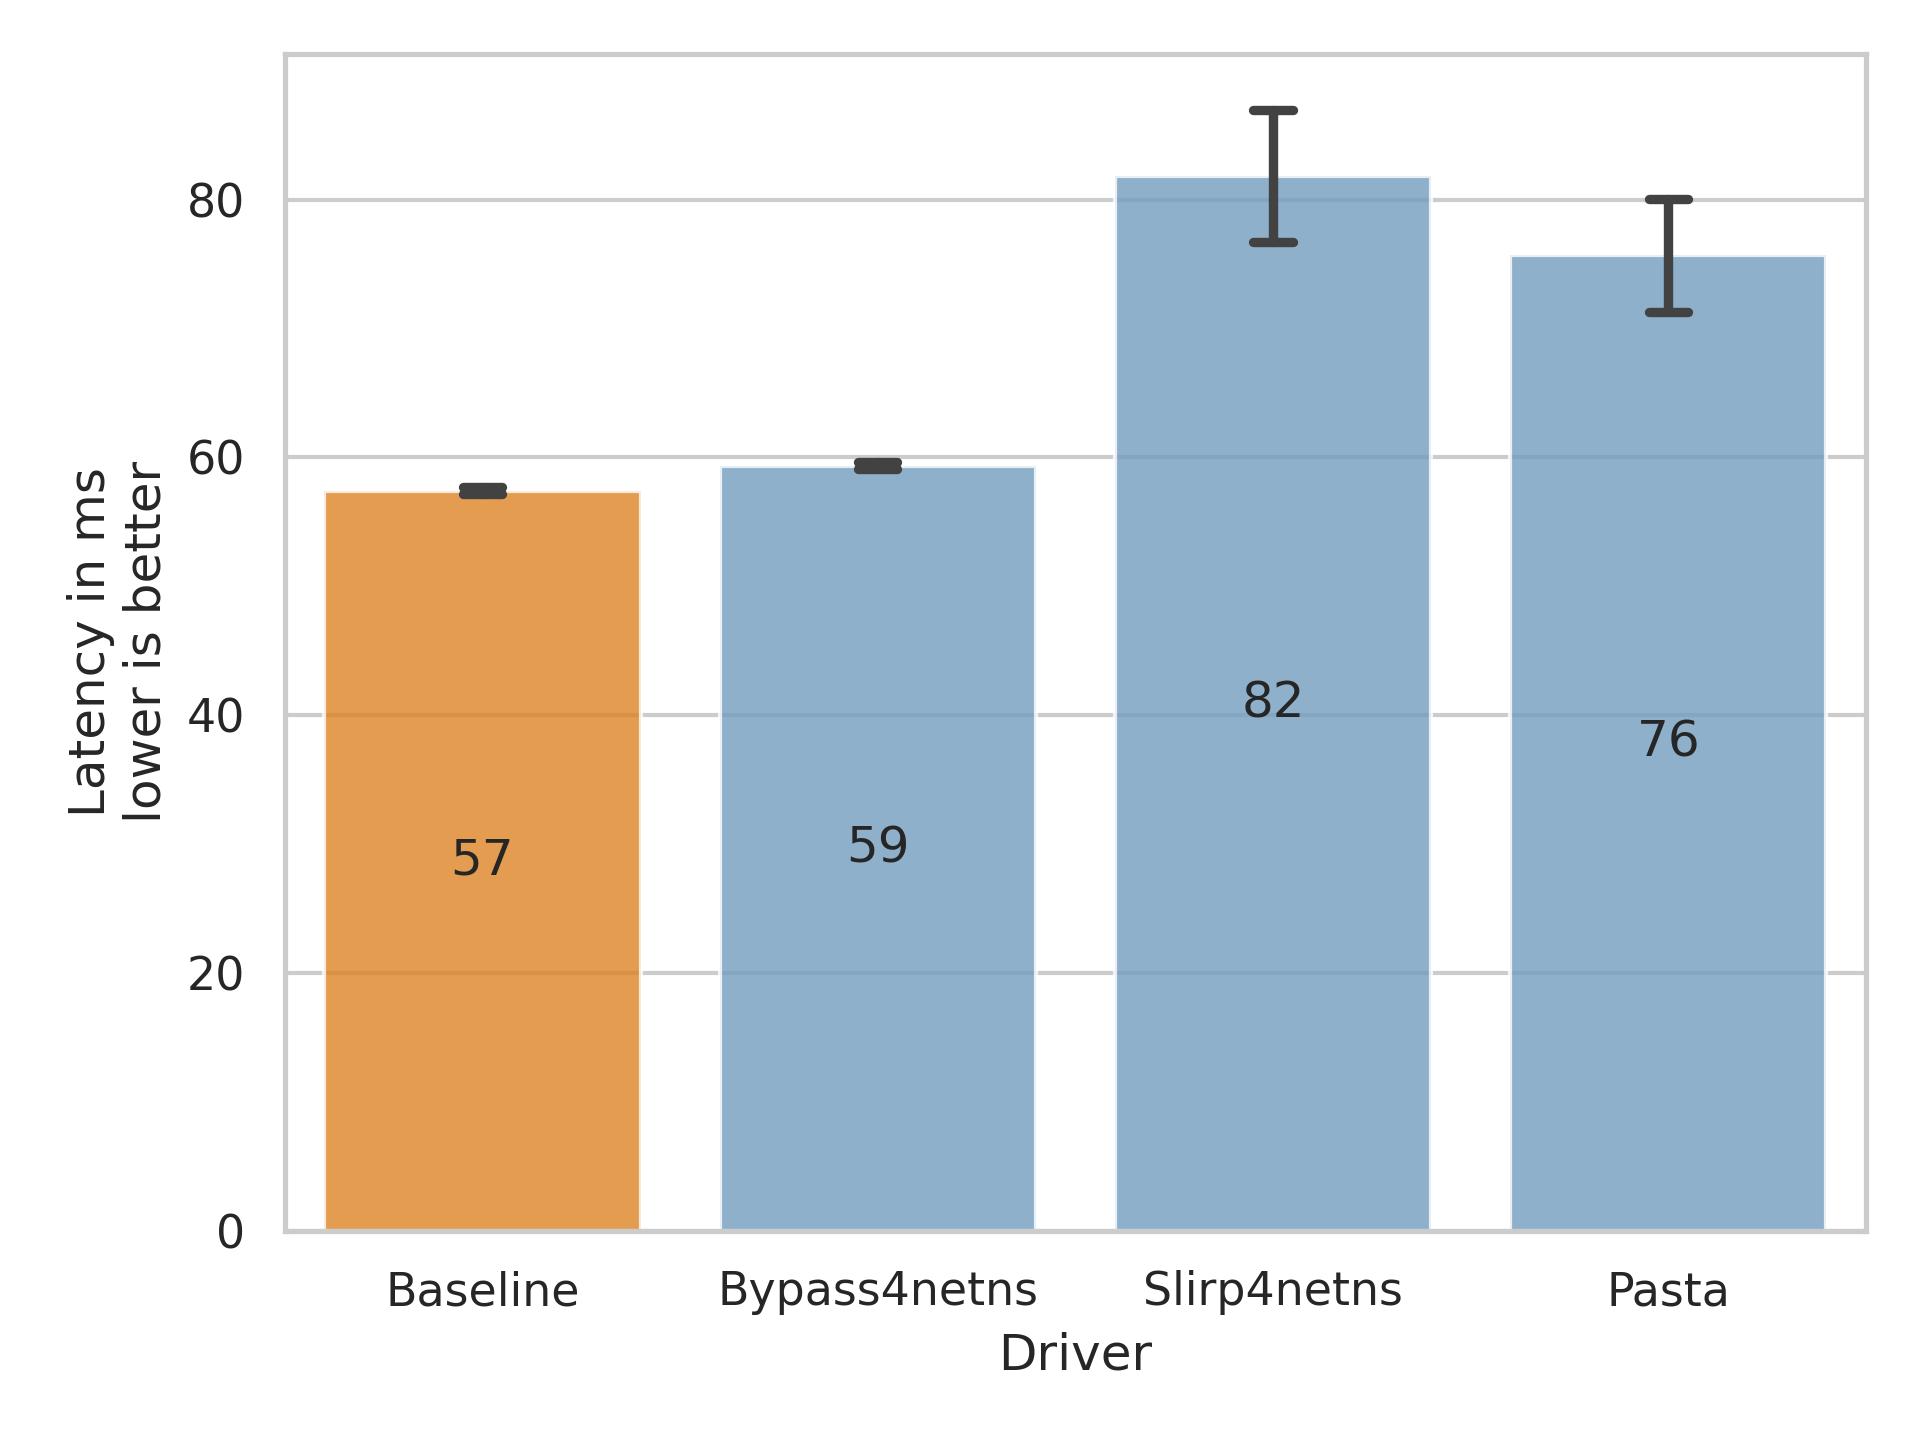 Latency in ms
lower is better
80
60
40
20
0
57
59
82
76
Baseline
Bypass4netns
Slirp4netns
Pasta
Driver